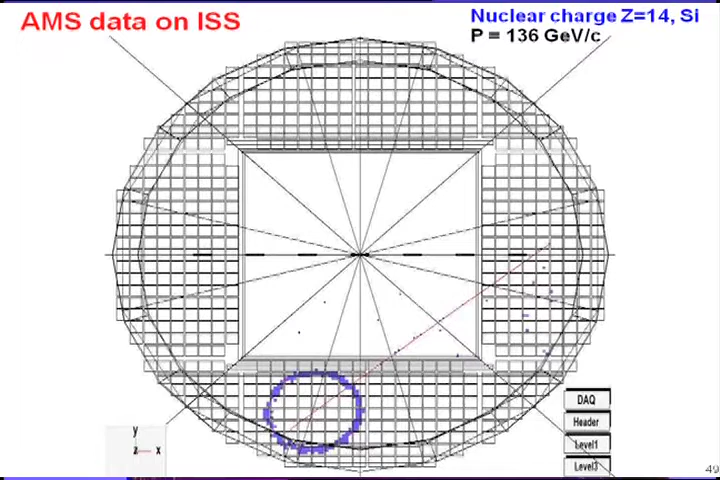 AMS data on ISS
Nuclear charge Z=14, Si
P = 136 GeV/c
DAQ
Header
Level1
Level3
y
z x
49